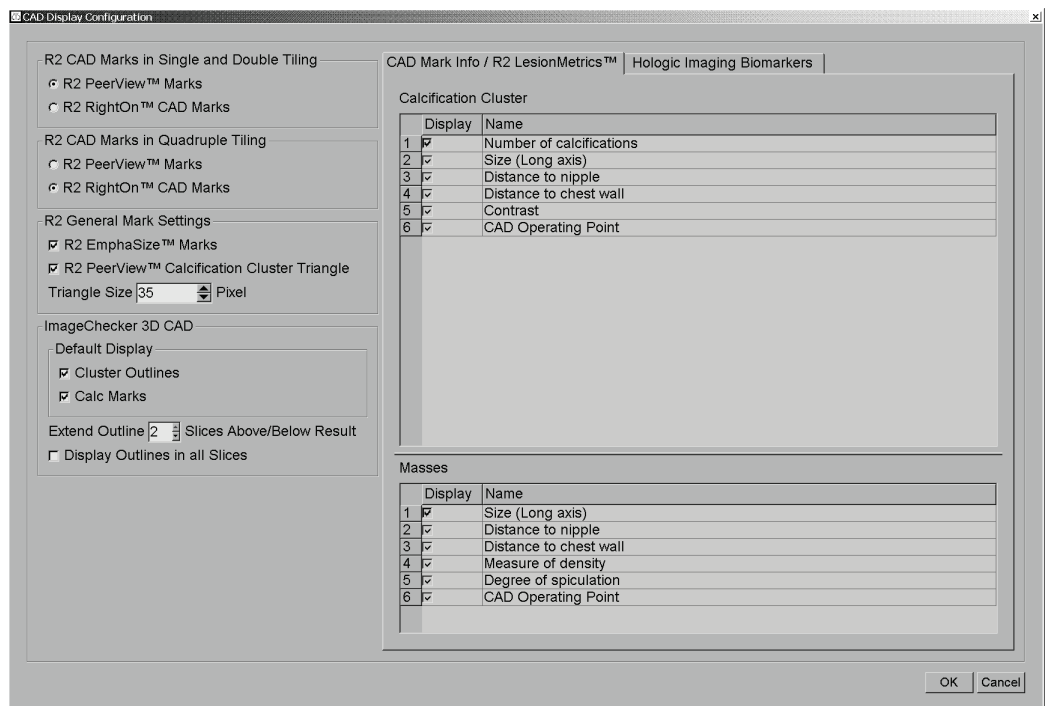 CAD Display Configuration
R2 CAD Marks in Single and Double Tiling
R2 PeerView™ Marks
R2 RightOn™ CAD Marks
R2 CAD Marks in Quadruple Tiling
R2 PeerView™ Marks
R2 RightOn™ CAD Marks
R2 General Mark Settings
R2 EmphaSize™ Marks
R2 PeerView™ Calcification Cluster Triangle
Triangle Size 35 Pixel
ImageChecker 3D CAD
Default Display
Cluster Outlines
Calc Marks
Extend Outline 2 Slices Above/Below Result
Display Outlines in all Slices
CAD Mark Info / R2 LesionMetrics™ Hologic Imaging Biomarkers
Calcification Cluster
Display Name
1 Number of calcifications
2 Size (Long axis)
3 Distance to nipple
4 Distance to chest wall
5 Contrast
6 CAD Operating Point
Masses
Display Name
1 Size (Long axis)
2 Distance to nipple
3 Distance to chest wall
4 Measure of density
5 Degree of spiculation
6 CAD Operating Point
OK Cancel